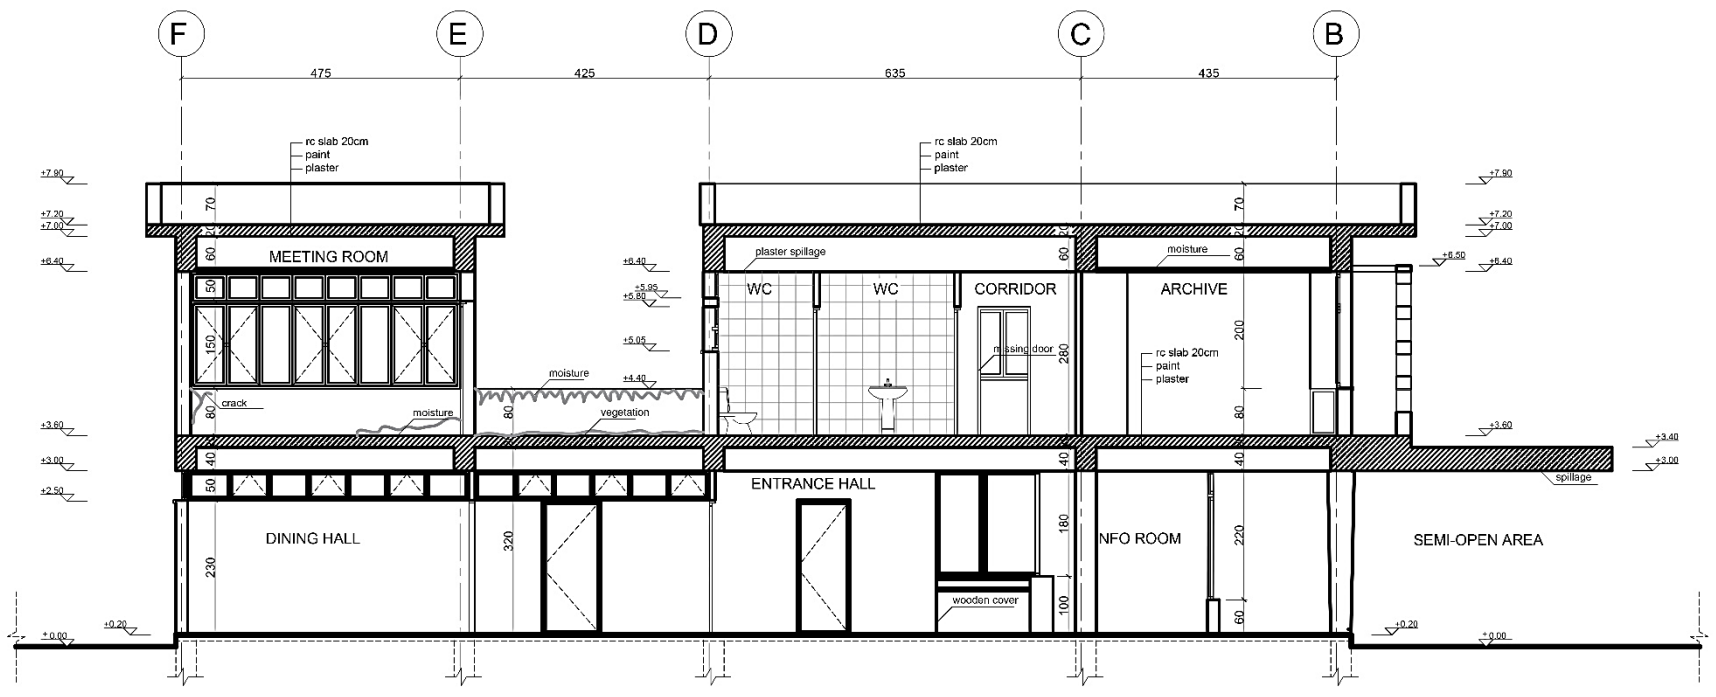 F E D C B
475 425 635 435
rc slab 20cm
paint
plaster
rc slab 20cm
paint
plaster
+7.90
+7.90
70
70
+7.20
+7.20
+7.00
20
20
20
+7.00
60
MEETING ROOM
plaster spillage
60
moisture
60
+6.50
+6.40
+6.40
+6.40
50
+5.95
WC
WC
CORRIDOR
ARCHIVE
+5.80
150
+5.05
missing door
280
200
rc slab 20cm
paint
plaster
moisture
+4.40
crack
80
moisture
80
vegetation
80
+3.60
+3.60
+3.40
40
40
40
+3.00
+3.00
50
ENTRANCE HALL
spillage
+2.50
DINING HALL
320
180
NFO ROOM
220
SEMI-OPEN AREA
230
wooden cover
100
60
+0.20
+0.20
+0.00
+0.00